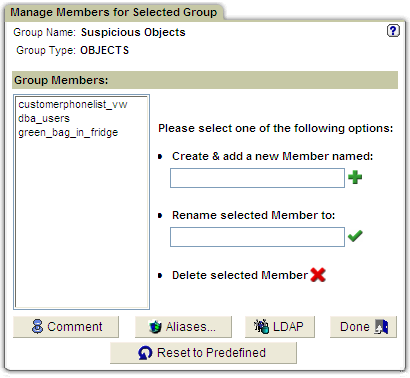 Manage Members for Selected Group
Group Name: Suspicious Objects
?
Group Type: OBJECTS
Group Members:
customerphonelist_vw
dba_users
green_bag_in_fridge
Please select one of the following options:
• Create & add a new Member named:
• Rename selected Member to:
• Delete selected Member
Comment
Aliases...
LDAP
Done
Reset to Predefined